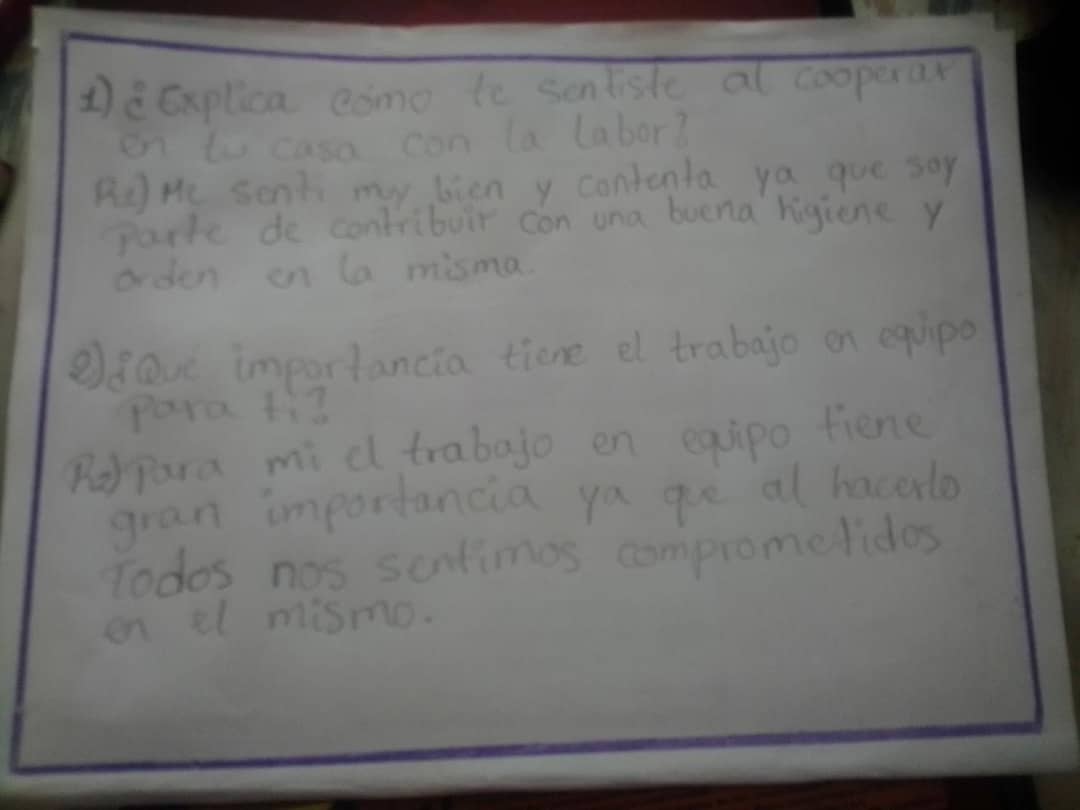 1) ¿Explica cómo te sentiste al cooperar
en tu casa con la labor?
R1) Me senti muy bien y contenta ya que soy
parte de contribuir con una buena higiene y
orden en la misma.
2) ¿Que importancia tiene el trabajo en equipo
para ti?
R2) Para mi el trabajo en equipo tiene
gran importancia ya que al hacerlo
Todos nos sentimos comprometidos
en el mismo.